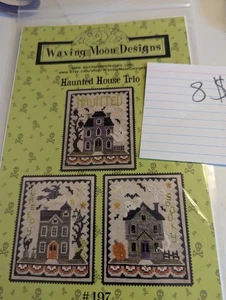 Waxing Moon Designs
Haunted House Trio
8 $
HAUNTED
#197